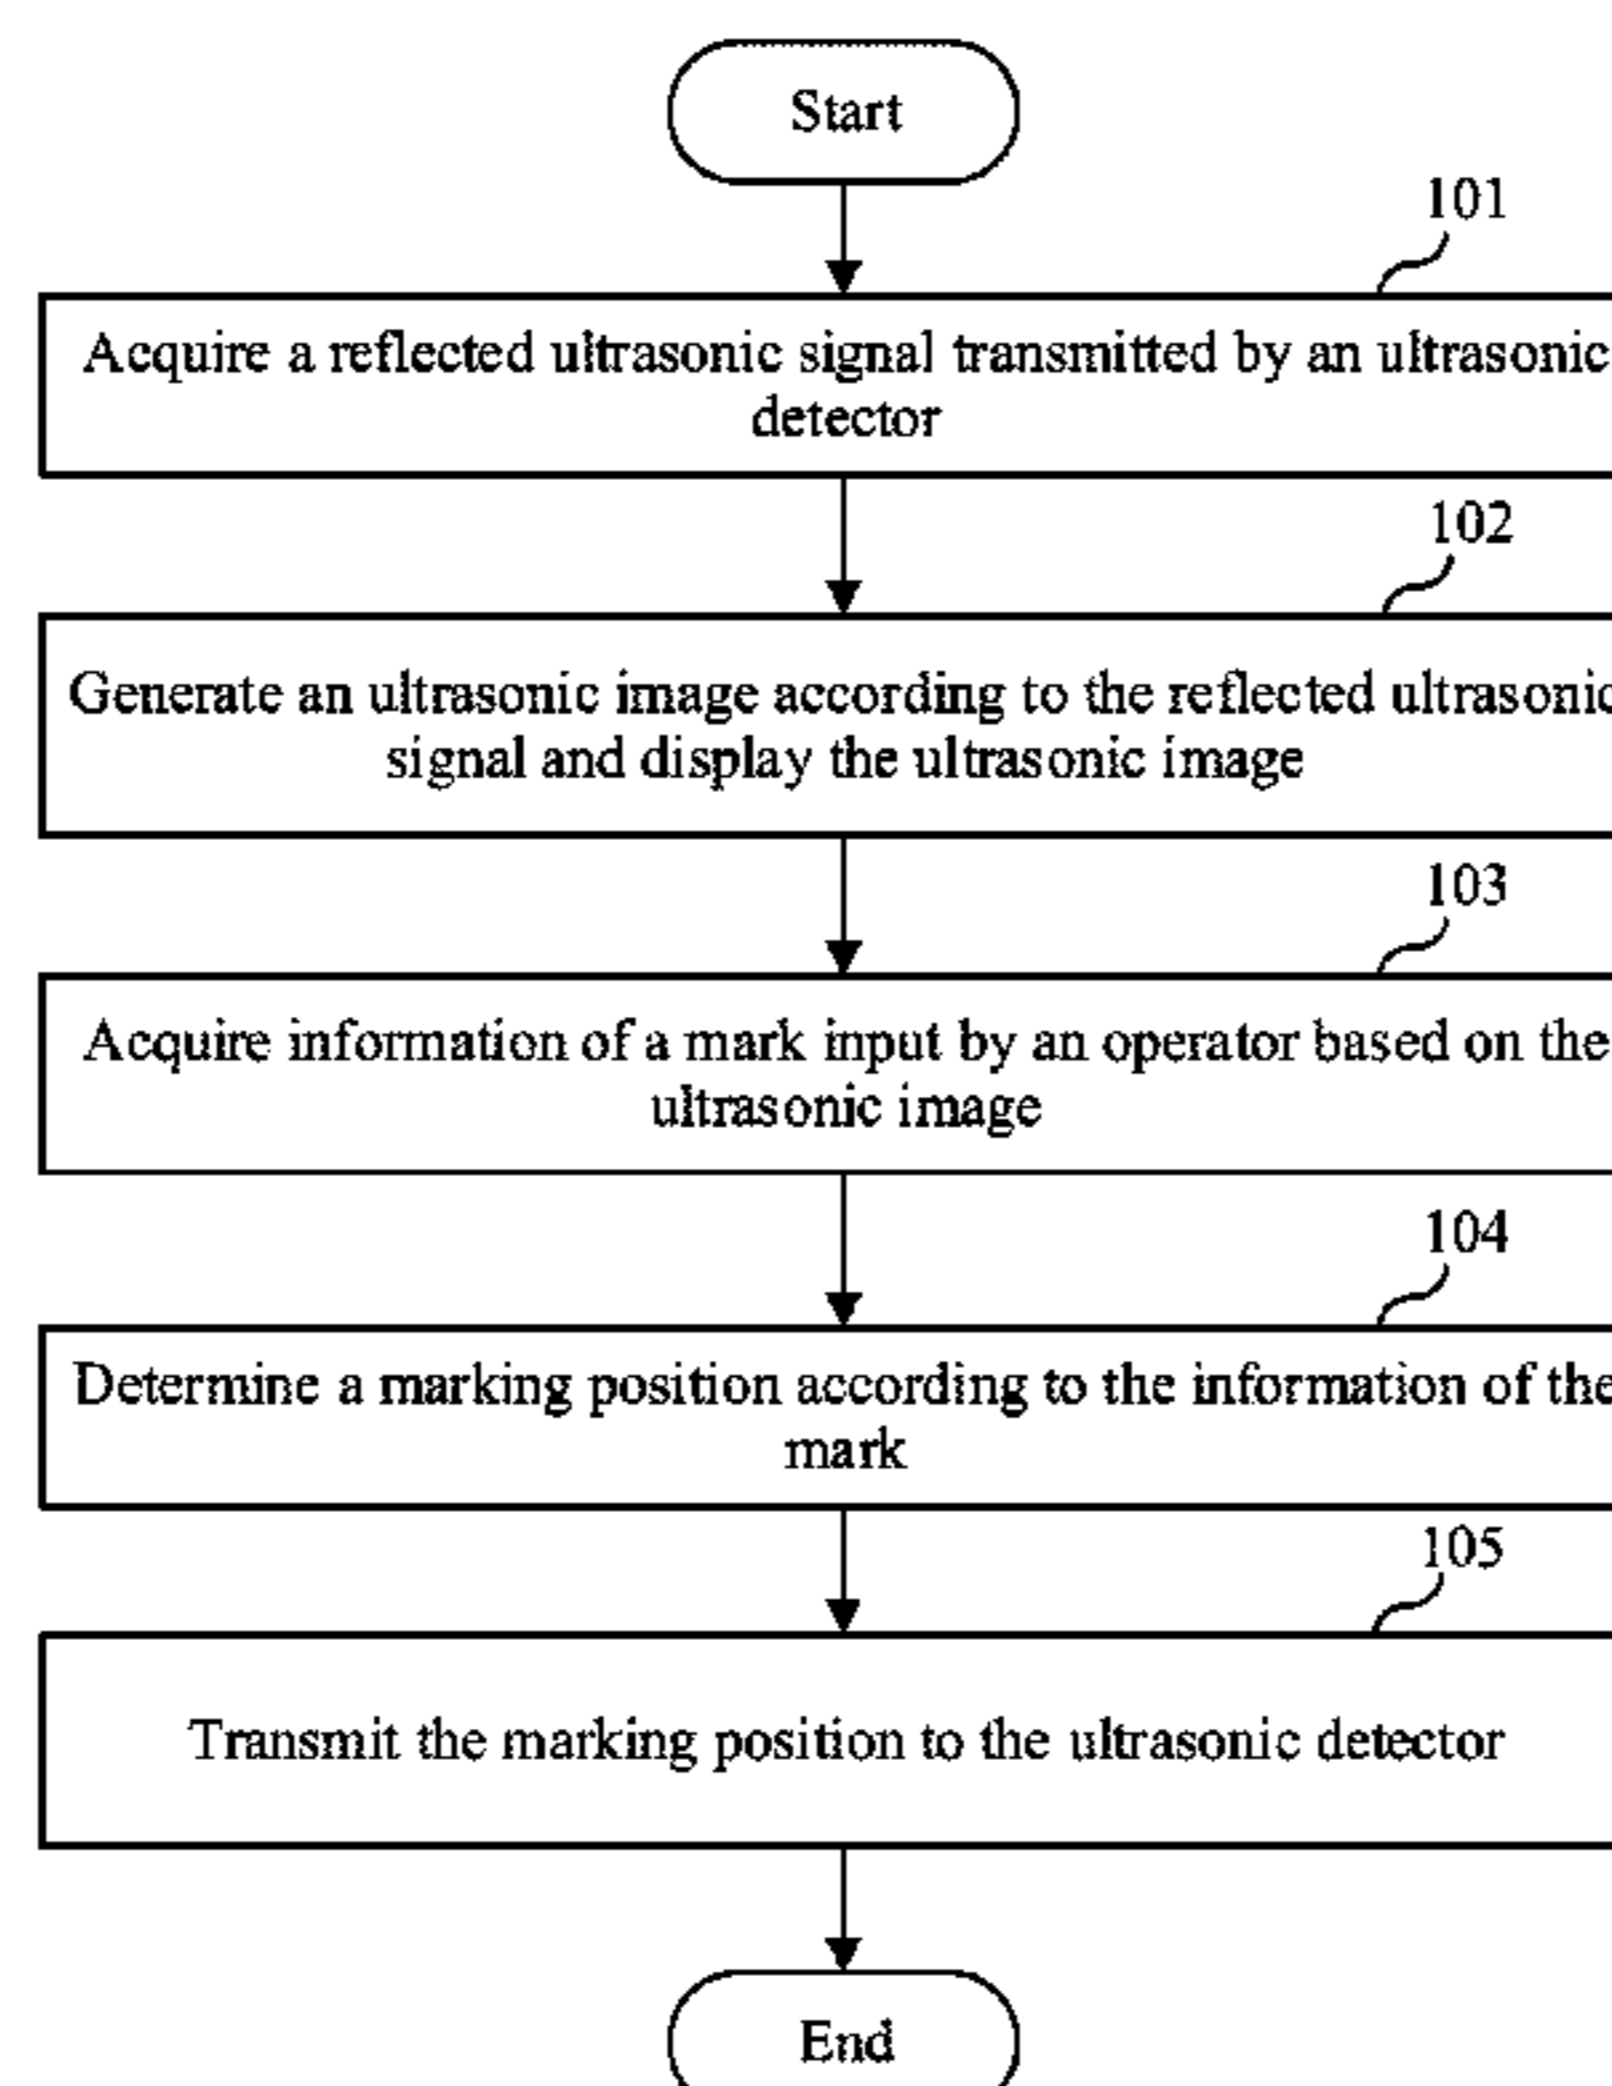 Start
101
Acquire a reflected ultrasonic signal transmitted by an ultrasonic
detector
102
Generate an ultrasonic image according to the reflected ultrasonic
signal and display the ultrasonic image
103
Acquire information of a mark input by an operator based on the
ultrasonic image
104
Determine a marking position according to the information of the
mark
105
Transmit the marking position to the ultrasonic detector
End